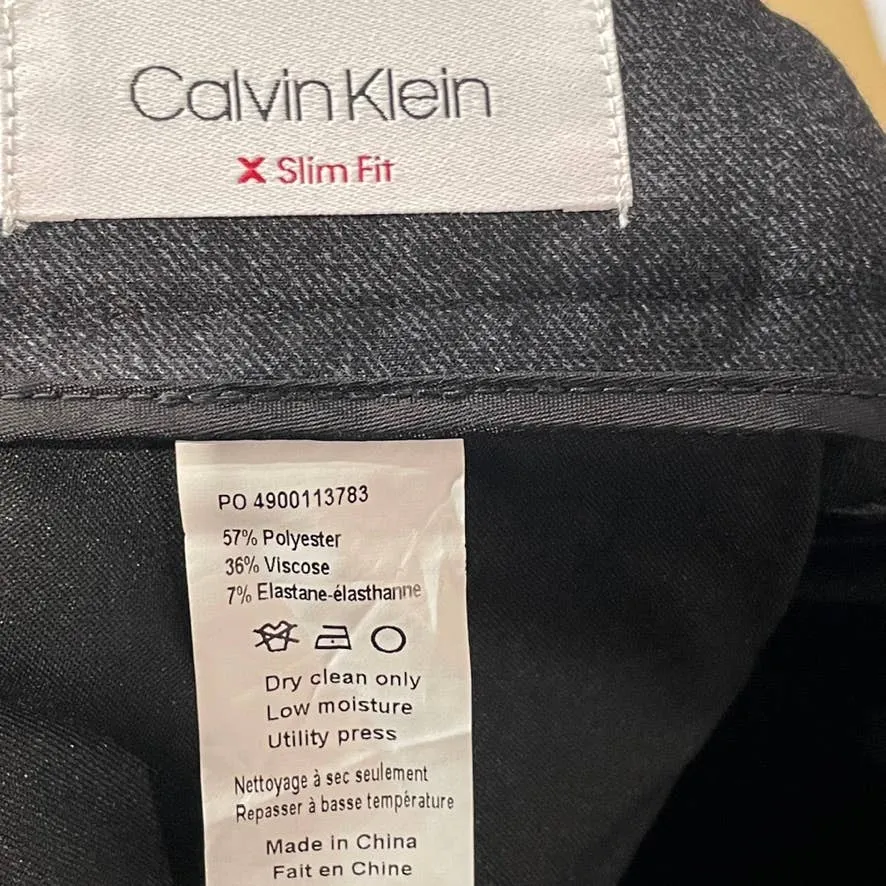 Calvin Klein
X Slim Fit
PO 4900113783
57% Polyester
36% Viscose
7% Elastane-élasthanne
Dry clean only
Low moisture
Utility press
Nettoyage à sec seulement
Repasser à basse température
Made in China
Fait en Chine